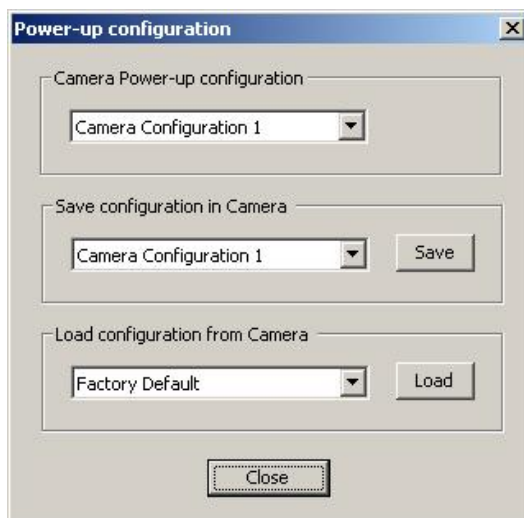 Power-up configuration
Camera Power-up configuration
Camera Configuration 1
Save configuration in Camera
Camera Configuration 1
Save
Load configuration from Camera
Factory Default
Load
Close